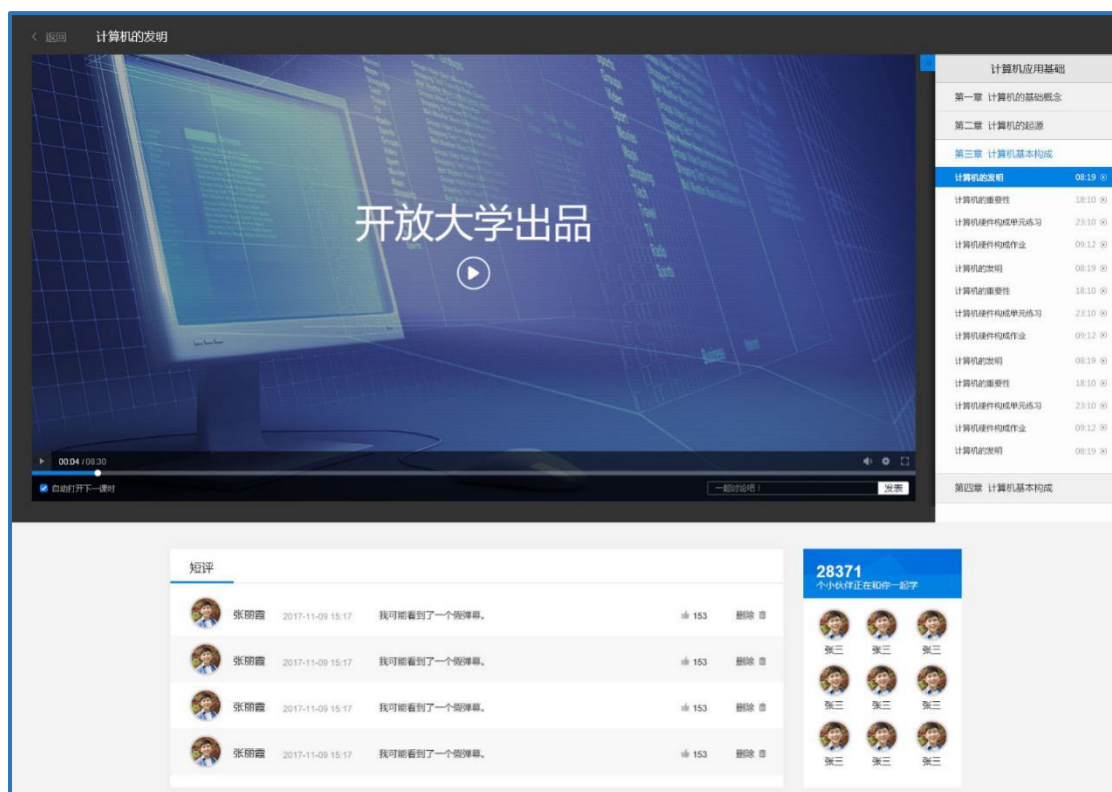 返回 计算机的发明
开放大学出品
00:04 / 08:30
自动打开下一课时
一起讨论吧！ 发表
计算机应用基础
第一章 计算机的基础概念
第二章 计算机的起源
第三章 计算机基本构成
计算机的发明 08:19
计算机的重要性 18:10
计算机硬件构成单元练习 23:10
计算机硬件构成作业 09:12
计算机的发明 08:19
计算机的重要性 18:10
计算机硬件构成单元练习 23:10
计算机硬件构成作业 09:12
计算机的发明 08:19
计算机的重要性 18:10
计算机硬件构成单元练习 23:10
计算机硬件构成作业 09:12
计算机的发明 08:19
第四章 计算机基本构成
短评
张丽霞 2017-11-09 15:17 我可能看到了一个假弹幕。 153 删除
张丽霞 2017-11-09 15:17 我可能看到了一个假弹幕。 153 删除
张丽霞 2017-11-09 15:17 我可能看到了一个假弹幕。 153 删除
张丽霞 2017-11-09 15:17 我可能看到了一个假弹幕。 153 删除
28371
个小伙伴正在和你一起学
张三 张三 张三
张三 张三 张三
张三 张三 张三